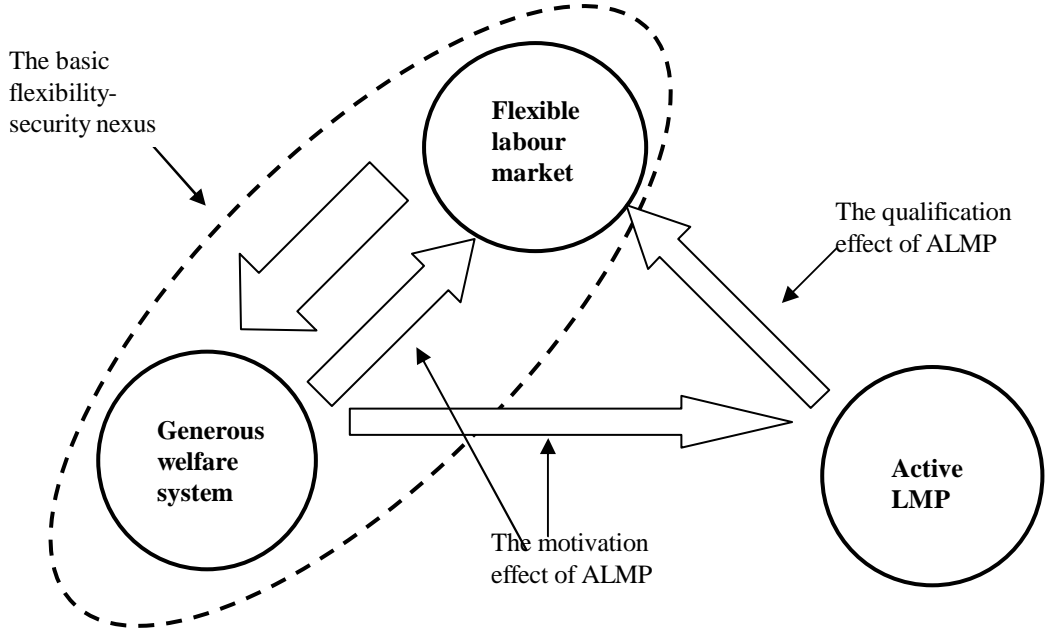 The basic
flexibility-
security nexus
Flexible
labour
market
The qualification
effect of ALMP
Generous
welfare
system
Active
LMP
The motivation
effect of ALMP